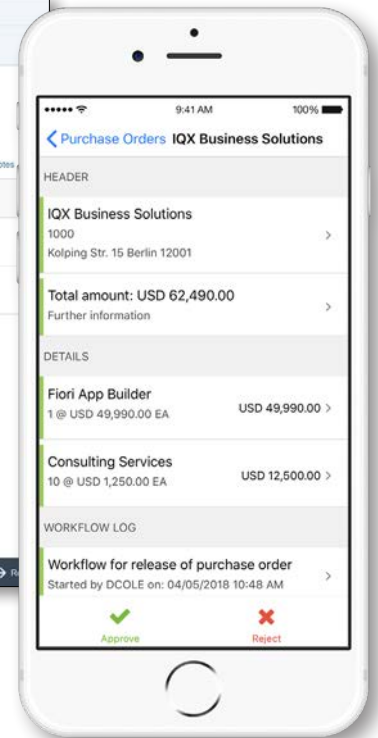 9:41 AM 100%
Purchase Orders IQX Business Solutions
HEADER
IQX Business Solutions
1000
Kolping Str. 15 Berlin 12001
Total amount: USD 62,490.00
Further information
DETAILS
Fiori App Builder
1 @ USD 49,990.00 EA USD 49,990.00
Consulting Services
10 @ USD 1,250.00 EA USD 12,500.00
WORKFLOW LOG
Workflow for release of purchase order
Started by DCOLE on: 04/05/2018 10:48 AM
Approve Reject